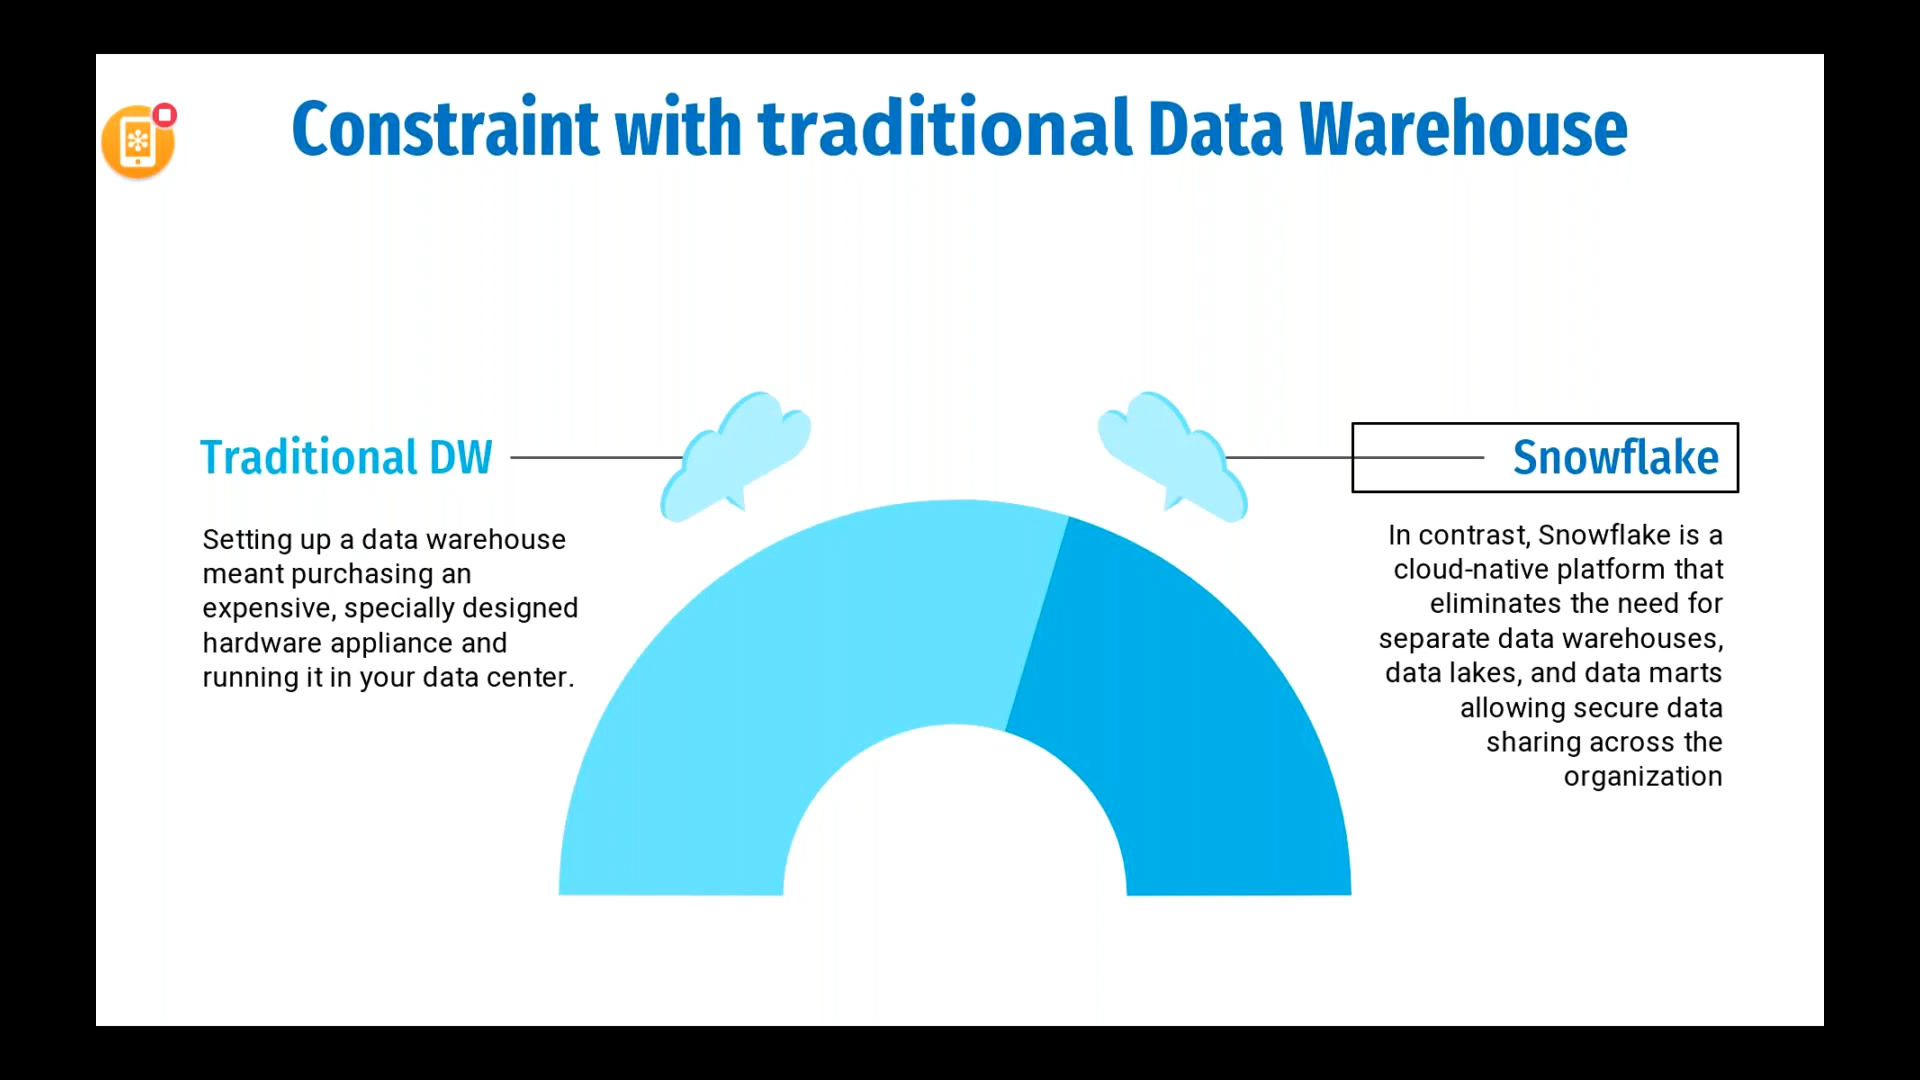 Constraint with traditional Data Warehouse
Traditional DW
Setting up a data warehouse
meant purchasing an
expensive, specially designed
hardware appliance and
running it in your data center.
Snowflake
In contrast, Snowflake is a
cloud-native platform that
eliminates the need for
separate data warehouses,
data lakes, and data marts
allowing secure data
sharing across the
organization